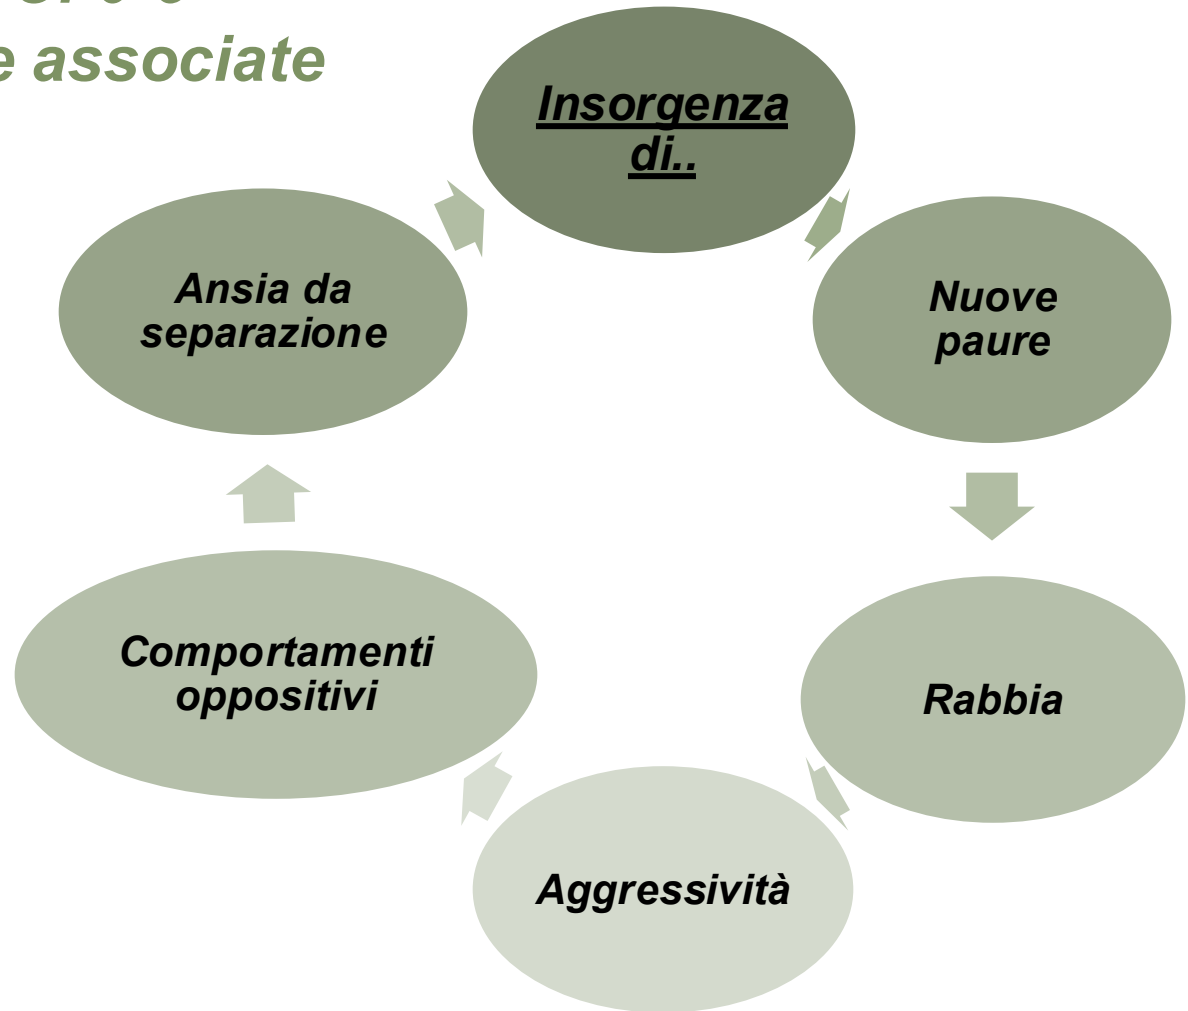 e associate
Insorgenza
di..
Nuove
paure
Rabbia
Aggressività
Comportamenti
oppositivi
Ansia da
separazione